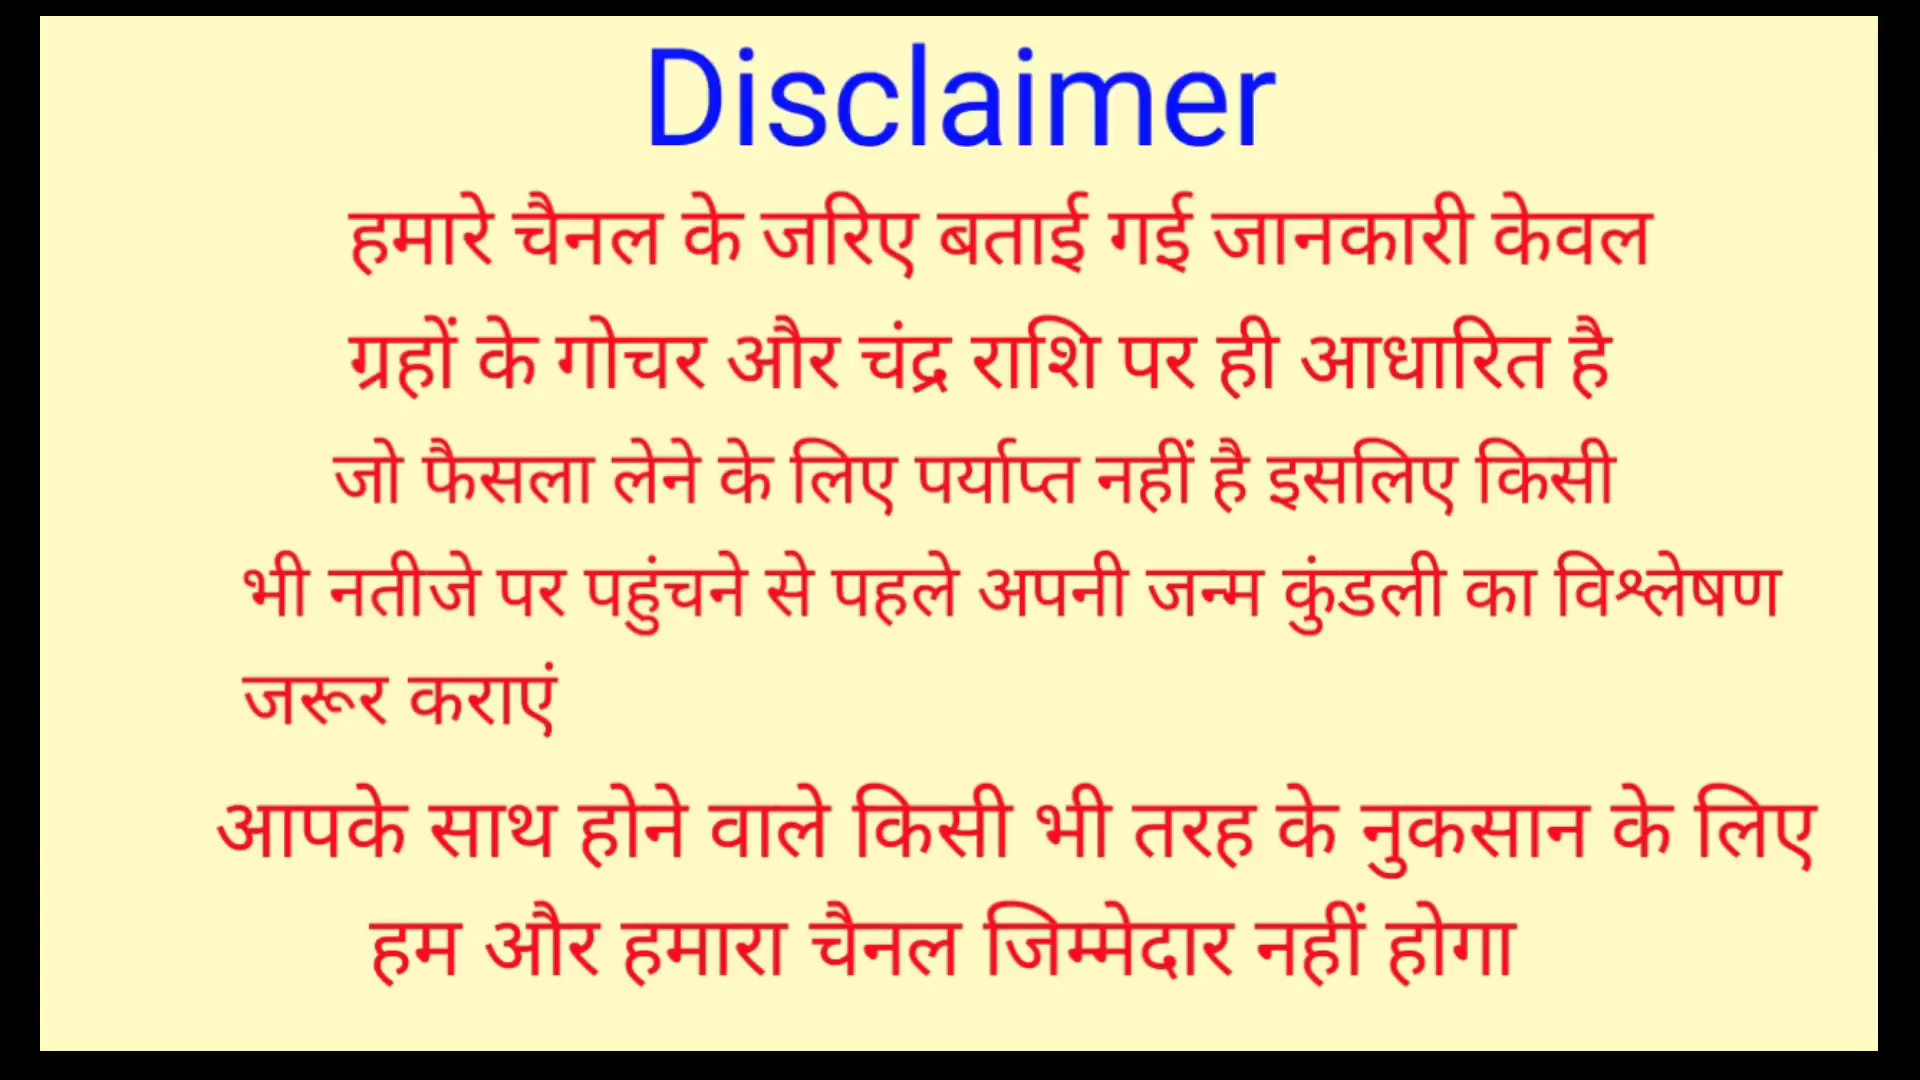 Disclaimer
हमारे चैनल के जरिए बताई गई जानकारी केवल
ग्रहों के गोचर और चंद्र राशि पर ही आधारित है
जो फैसला लेने के लिए पर्याप्त नहीं है इसलिए किसी
भी नतीजे पर पहुंचने से पहले अपनी जन्म कुंडली का विश्लेषण
जरूर कराएं
आपके साथ होने वाले किसी भी तरह के नुकसान के लिए
हम और हमारा चैनल जिम्मेदार नहीं होगा